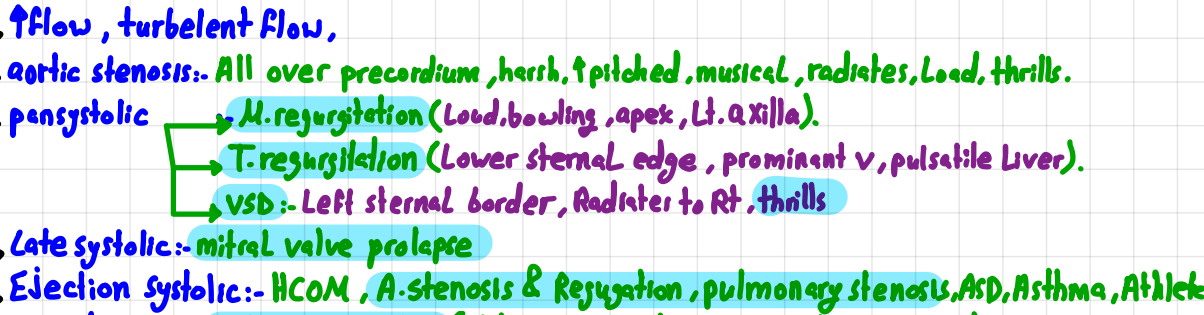 ↑flow, turbelent flow,
aortic stenosis:- All over precordium, harsh, ↑pitched, musical, radiates, Load, thrills.
pansystolic :- M. regurgitation (Loud, bowling, apex, Lt. axilla).
T. regurgitation (Lower sternal edge, prominant v, pulsatile Liver).
VSD:- Left sternal border, Radiates to Rt, thrills
Late systolic:- mitral valve prolapse
Ejection systolic:- HCOM, A. stenosis & Regugation, pulmonary stenosis, ASD, Asthma, Athlete